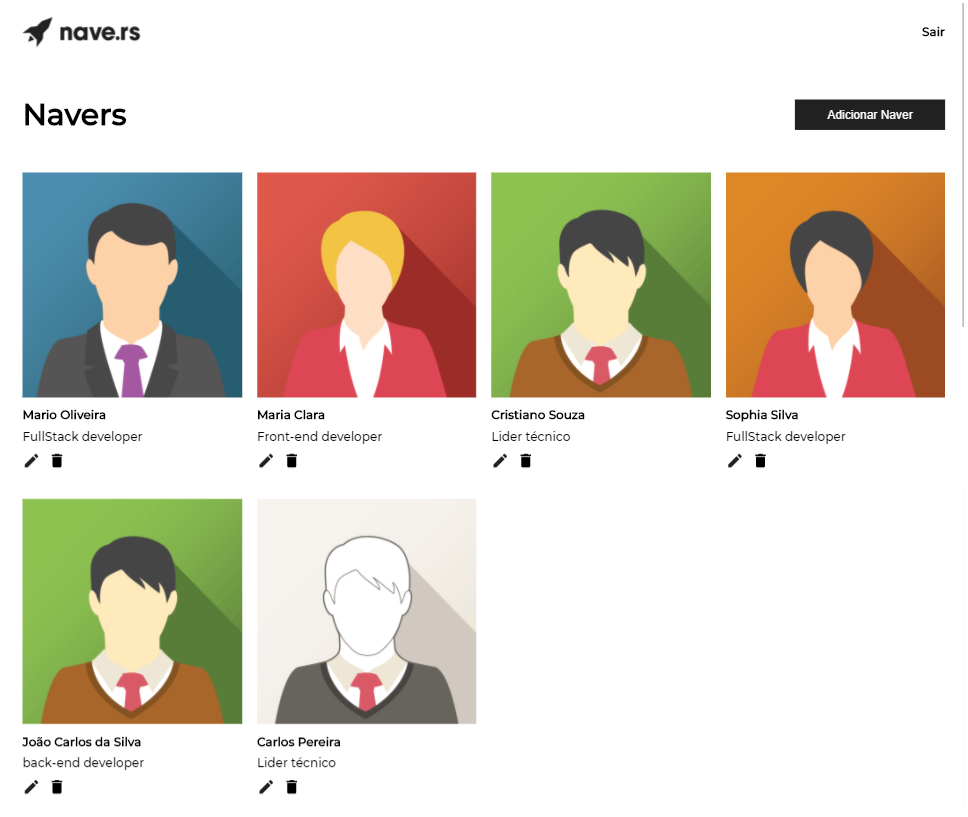 nave.rs
Sair
Navers
Adicionar Naver
Mario Oliveira
FullStack developer
Maria Clara
Front-end developer
Cristiano Souza
Lider técnico
Sophia Silva
FullStack developer
João Carlos da Silva
back-end developer
Carlos Pereira
Lider técnico